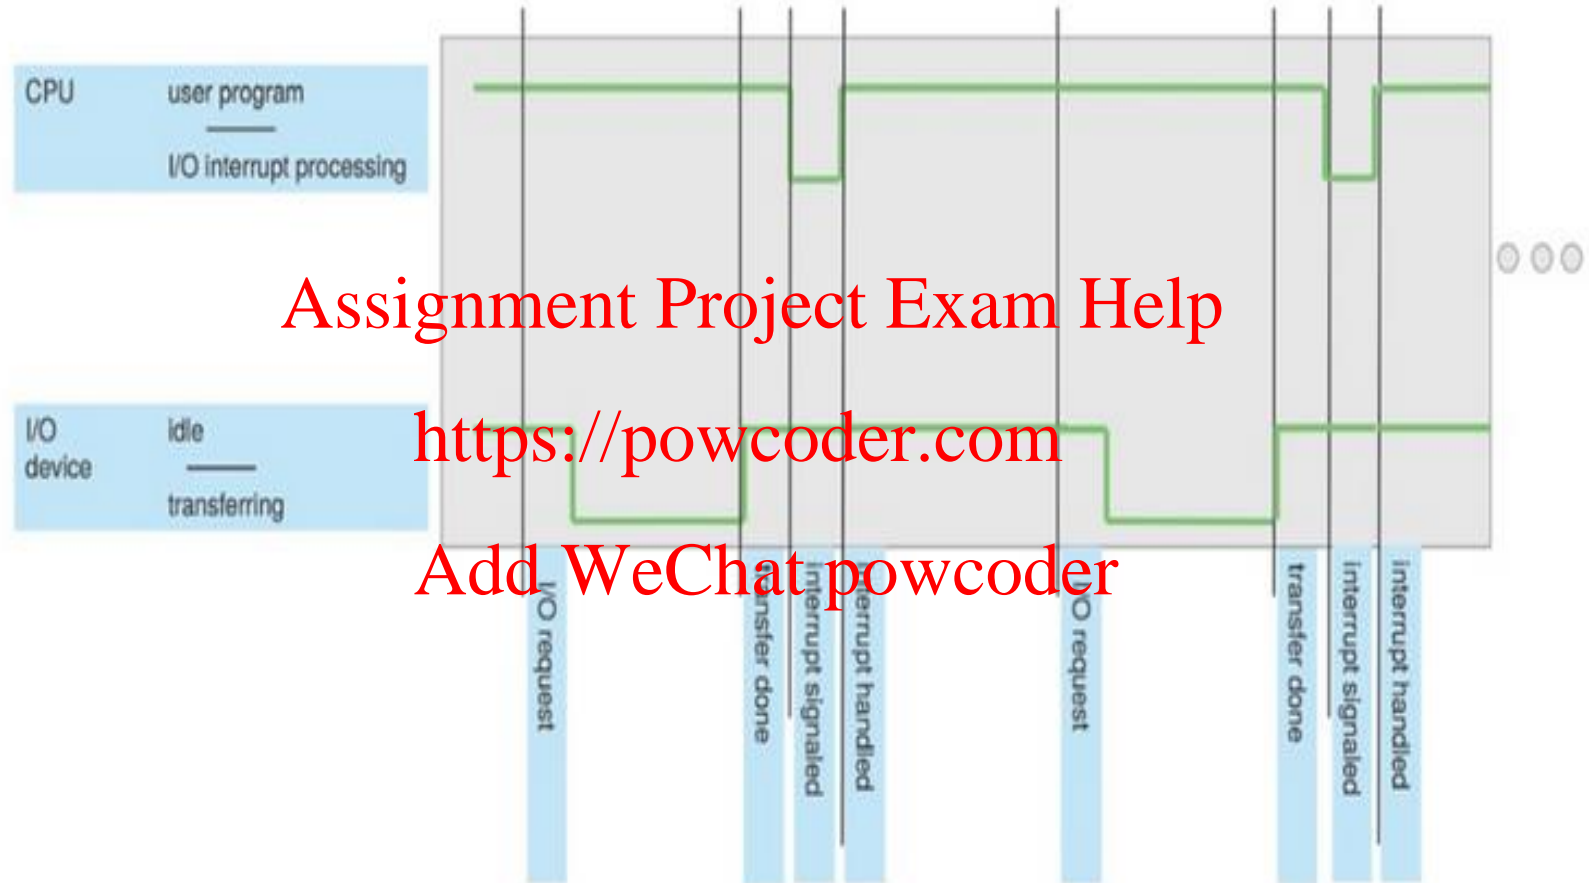 CPU
user program
I/O interrupt processing
Assignment Project Exam Help
I/O
device
idle
transferring
https://powcoder.com
Add WeChat powcoder
I/O request
transfer done
interrupt signaled
interrupt handled
I/O request
transfer done
interrupt signaled
interrupt handled